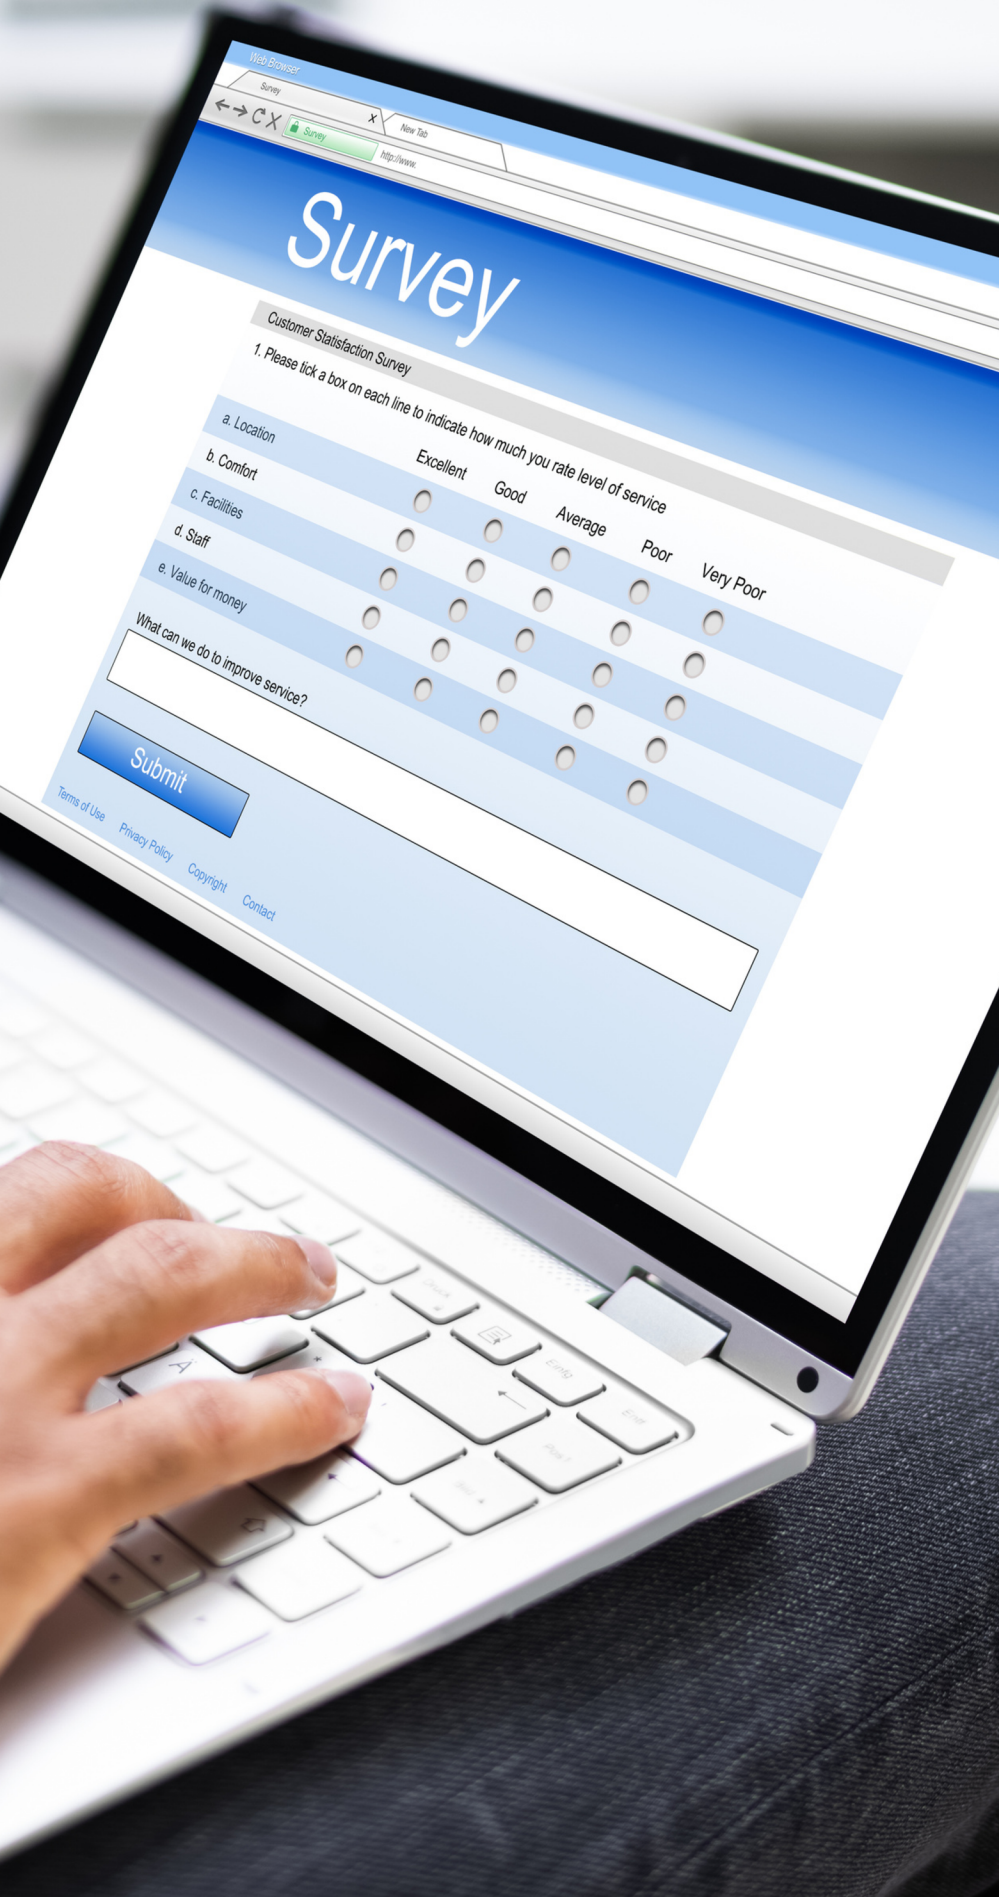 Web Browser
Survey X New Tab
Survey http://www.
Survey
Customer Statisfaction Survey
1. Please tick a box on each line to indicate how much you rate level of service
Excellent Good Average Poor Very Poor
a. Location
b. Comfort
c. Facilities
d. Staff
e. Value for money
What can we do to improve service?
Submit
Terms of Use Privacy Policy Copyright Contact
Ä
Einfg
Entf